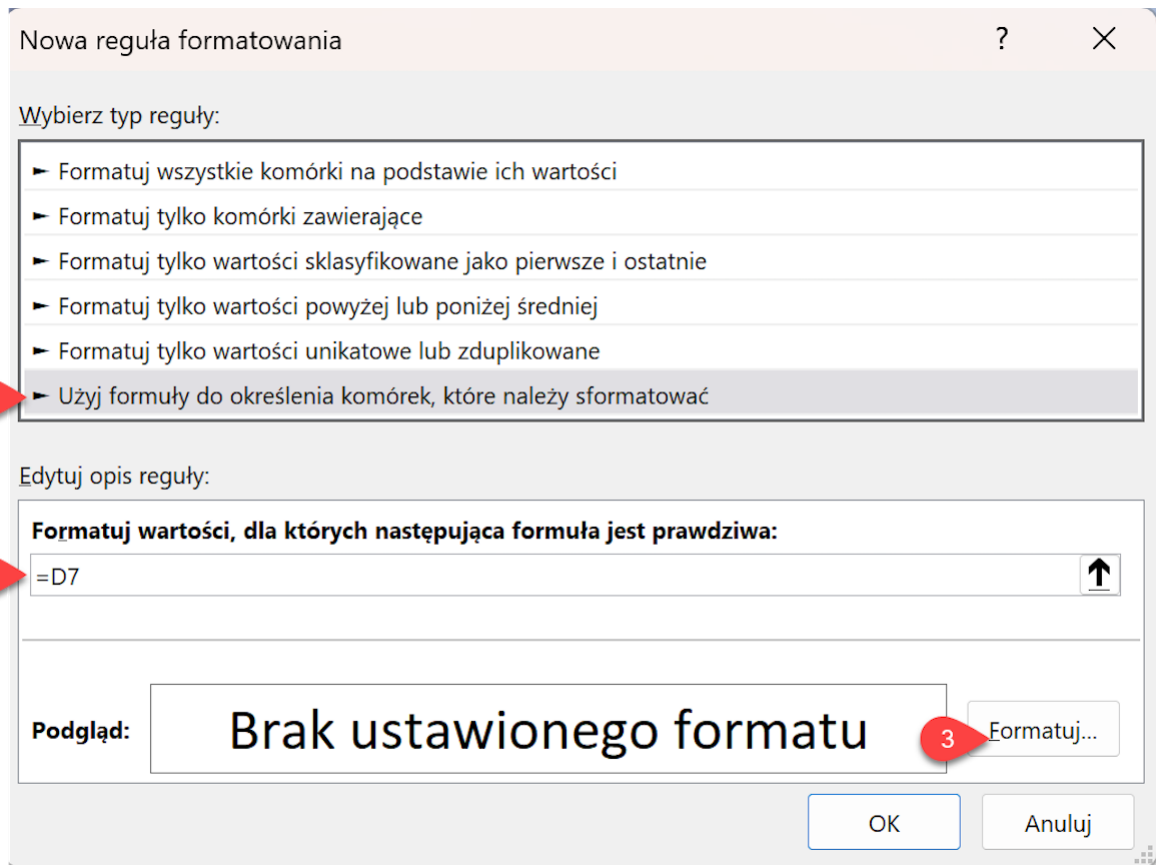 Nowa reguła formatowania ?
Wybierz typ reguły:
► Formatuj wszystkie komórki na podstawie ich wartości
► Formatuj tylko komórki zawierające
► Formatuj tylko wartości sklasyfikowane jako pierwsze i ostatnie
► Formatuj tylko wartości powyżej lub poniżej średniej
► Formatuj tylko wartości unikatowe lub zduplikowane
► Użyj formuły do określenia komórek, które należy sformatować
Edytuj opis reguły:
Formatuj wartości, dla których następująca formuła jest prawdziwa:
=D7
Podgląd: Brak ustawionego formatu 3 Formatuj...
OK Anuluj